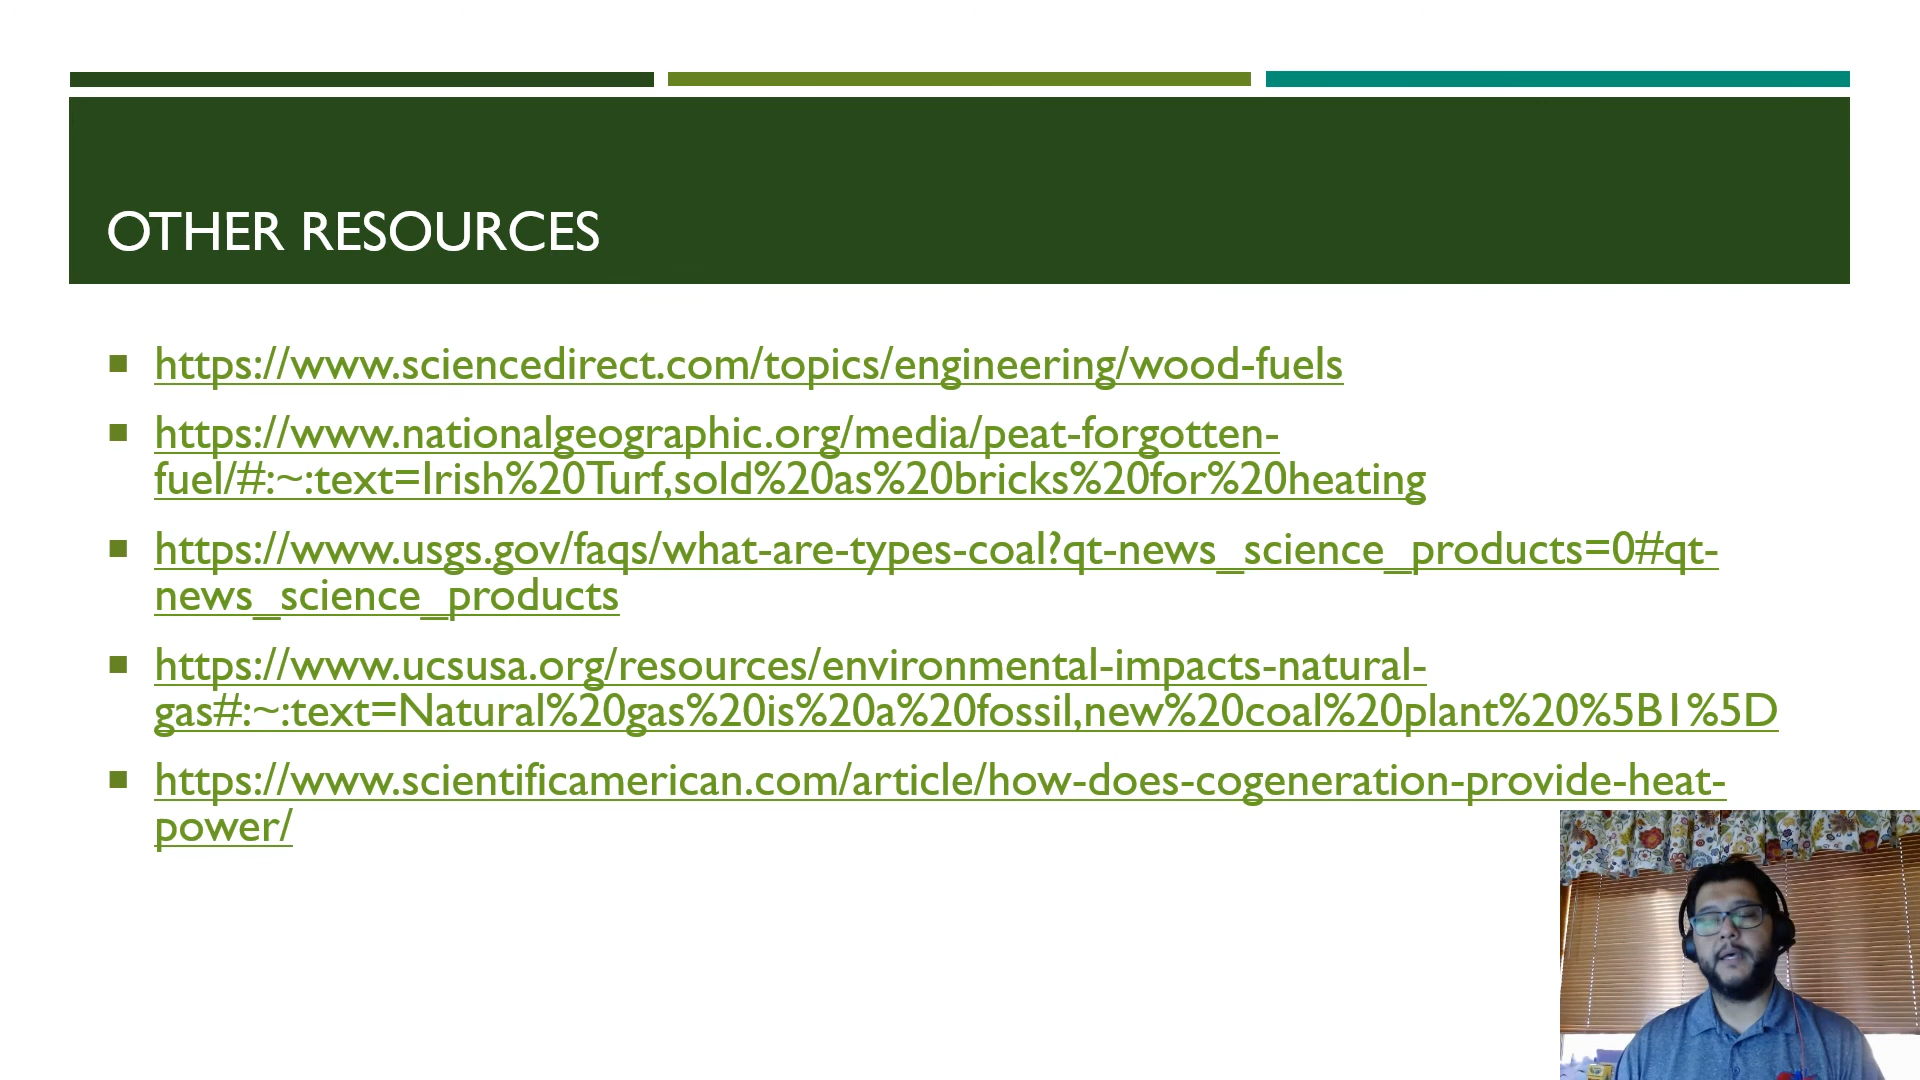 OTHER RESOURCES
https://www.sciencedirect.com/topics/engineering/wood-fuels
https://www.nationalgeographic.org/media/peat-forgotten-
fuel/#:~:text=Irish%20Turf,sold%20as%20bricks%20for%20heating
https://www.usgs.gov/faqs/what-are-types-coal?qt-news_science_products=0#qt-
news_science_products
https://www.ucsusa.org/resources/environmental-impacts-natural-
gas#:~:text=Natural%20gas%20is%20a%20fossil,new%20coal%20plant%20%5B1%5D
https://www.scientificamerican.com/article/how-does-cogeneration-provide-heat-
power/